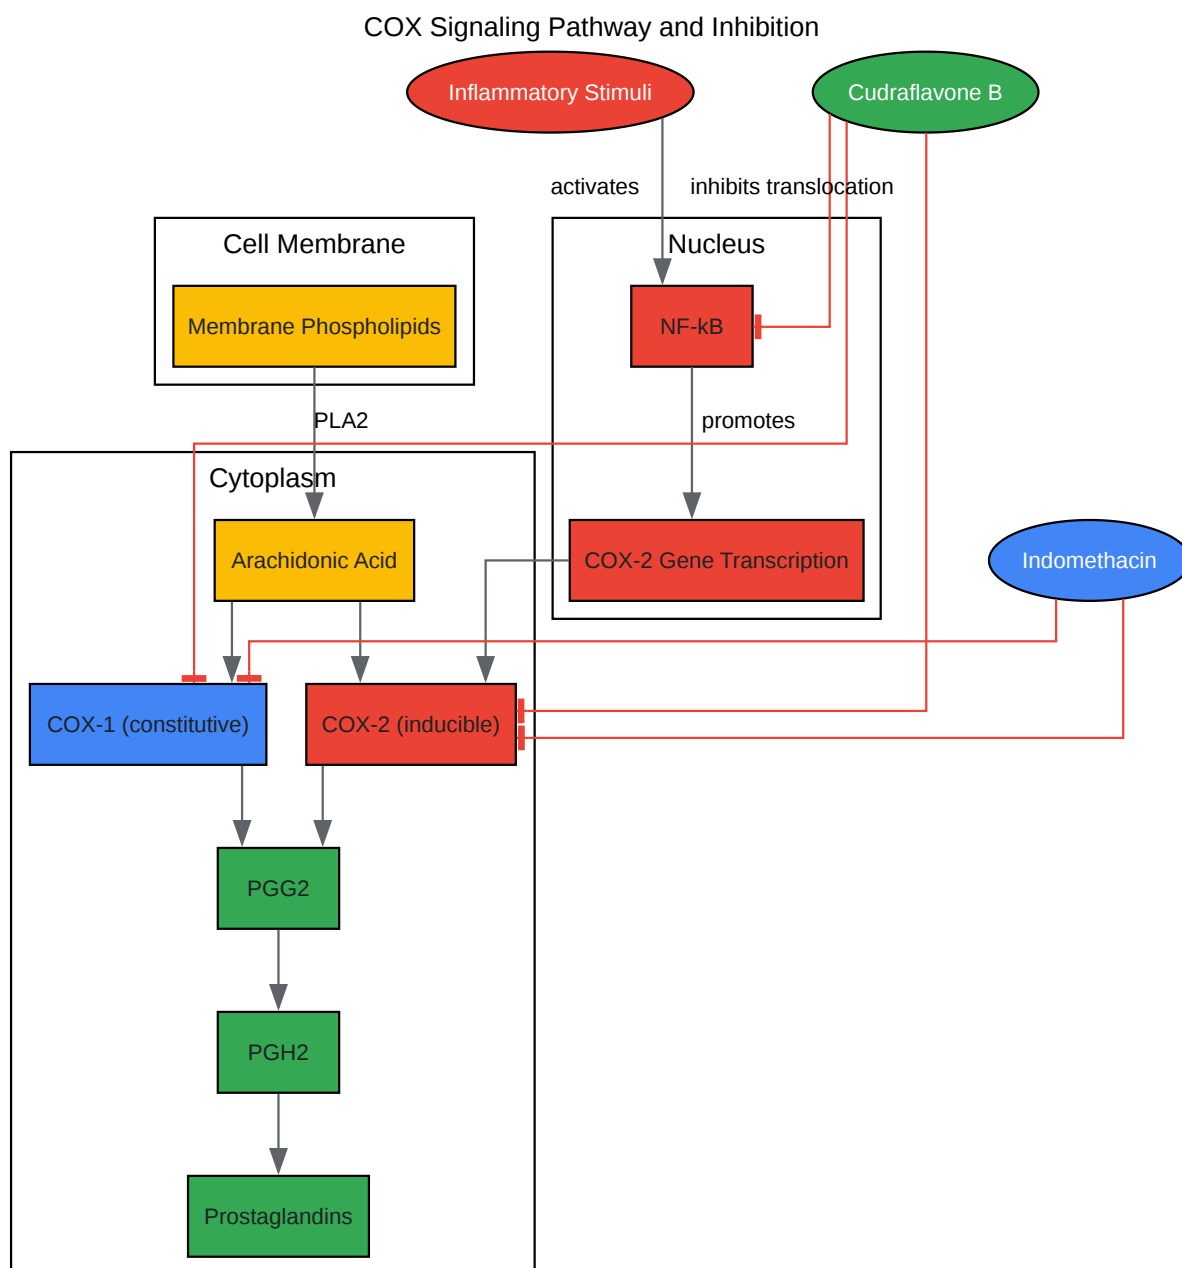 COX Signaling Pathway and Inhibition
Inflammatory Stimuli
Cudraflavone B
activates
inhibits translocation
Cell Membrane
Nucleus
Membrane Phospholipids
NF-kB
PLA2
promotes
Cytoplasm
Arachidonic Acid
COX-2 Gene Transcription
Indomethacin
COX-1 (constitutive)
COX-2 (inducible)
PGG2
PGH2
Prostaglandins